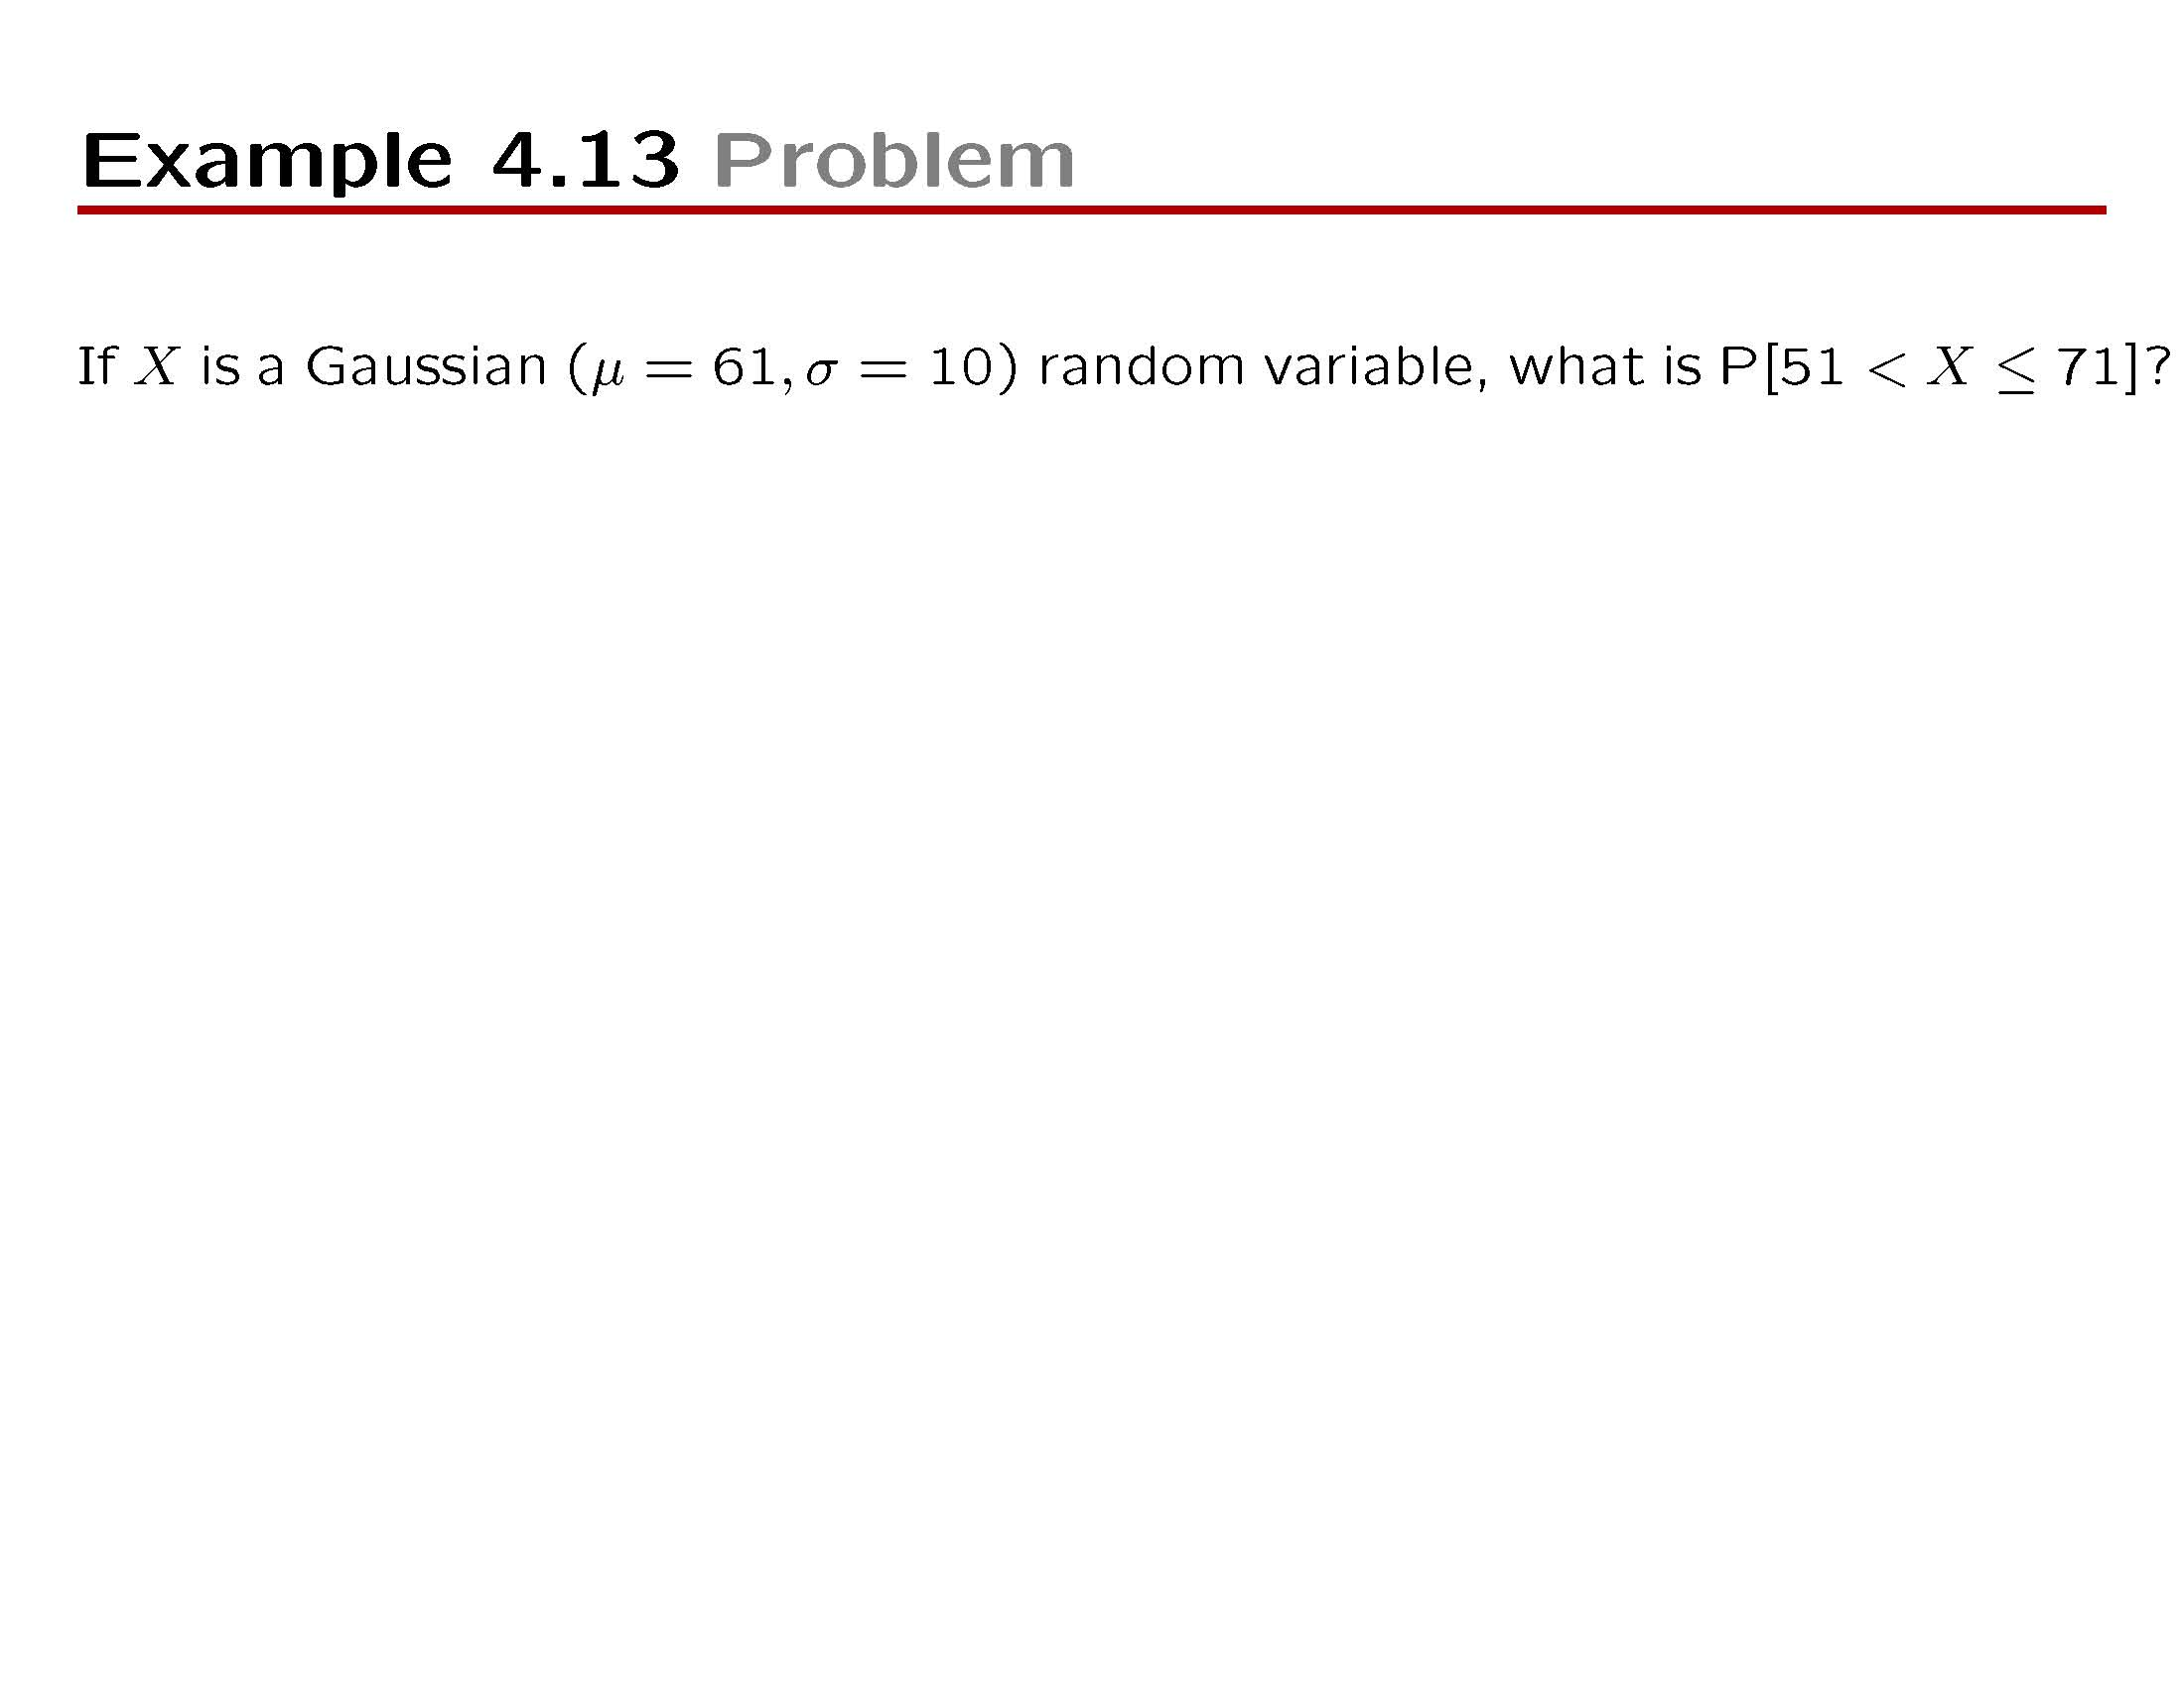 Example 4.13 Problem
If X is a Gaussian (μ = 61, σ = 10) random variable, what is P[51 < X ≤ 71]?